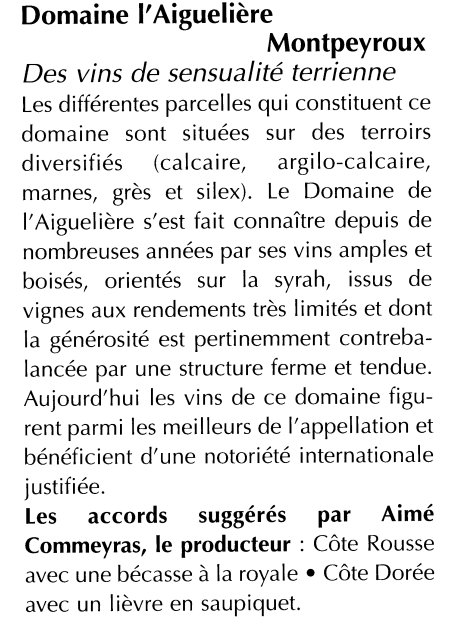 Domaine l'Aiguelière
Montpeyroux
Des vins de sensualité terrienne
Les différentes parcelles qui constituent ce
domaine sont situées sur des terroirs
diversifiés (calcaire, argilo-calcaire,
marnes, grès et silex). Le Domaine de
l'Aiguelière s'est fait connaître depuis de
nombreuses années par ses vins amples et
boisés, orientés sur la syrah, issus de
vignes aux rendements très limités et dont
la générosité est pertinemment contreba-
lancée par une structure ferme et tendue.
Aujourd'hui les vins de ce domaine figu-
rent parmi les meilleurs de l'appellation et
bénéficient d'une notoriété internationale
justifiée.
Les accords suggérés par Aimé
Commeyras, le producteur : Côte Rousse
avec une bécasse à la royale • Côte Dorée
avec un lièvre en saupiquet.